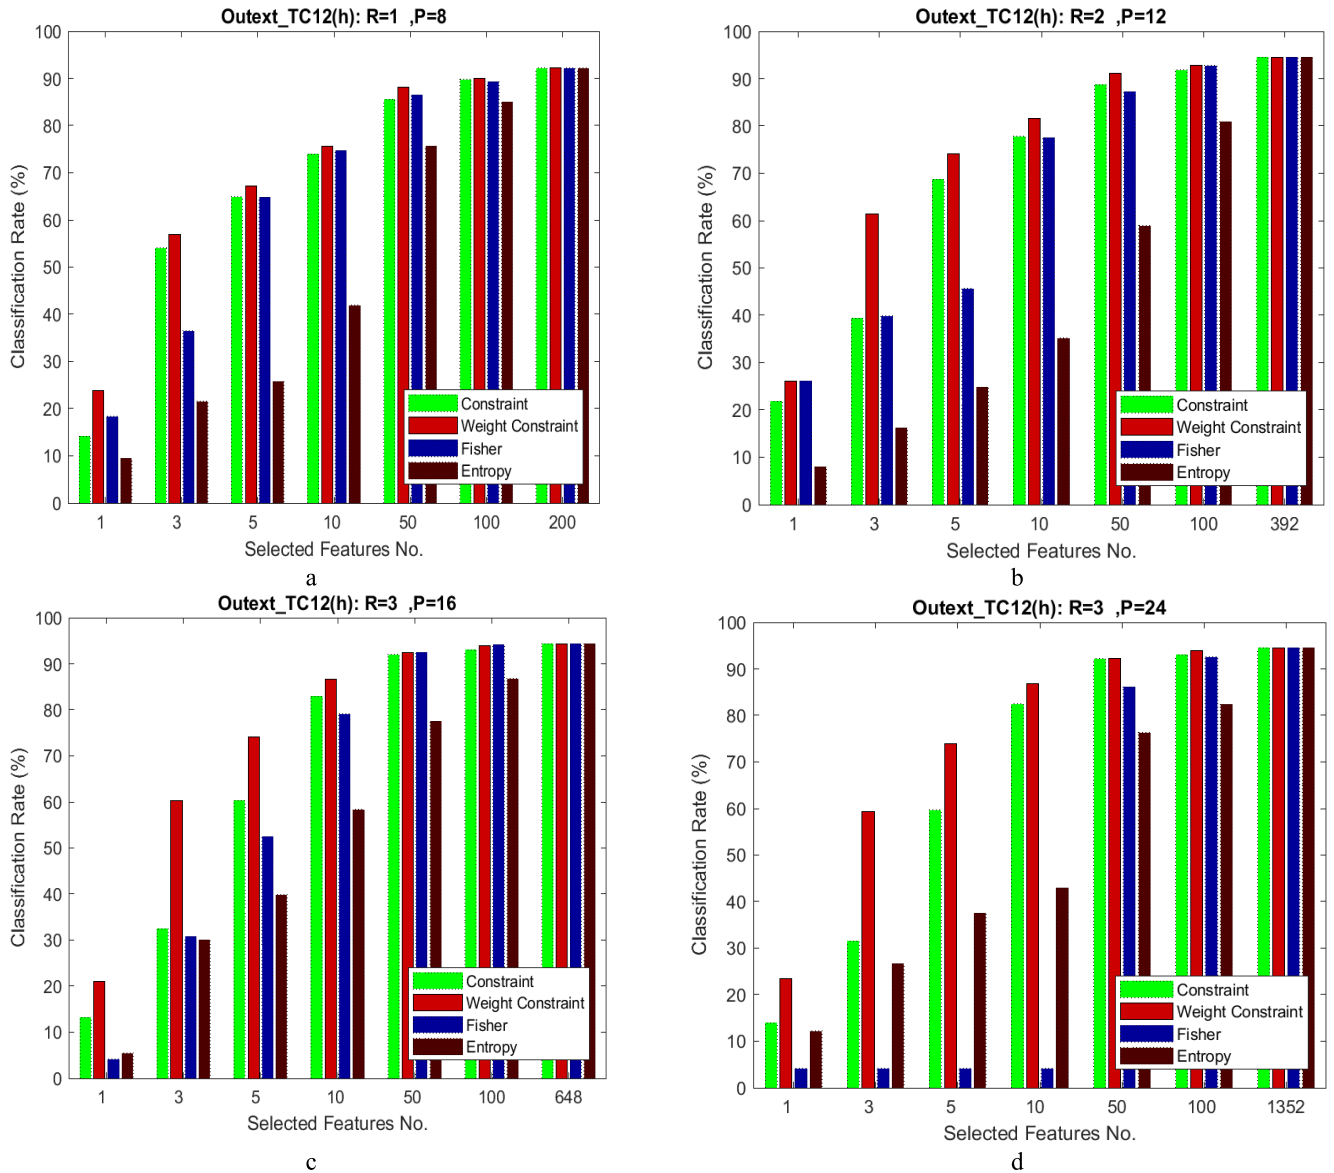 Outext_TC12(h): R=1 ,P=8
100
90
80
70
60
50
40
30
20
10
0
Classification Rate (%)
Constraint
Weight Constraint
Fisher
Entropy
1 3 5 10 50 100 200
Selected Features No.
a
Outext_TC12(h): R=2 ,P=12
100
90
80
70
60
50
40
30
20
10
0
Classification Rate (%)
Constraint
Weight Constraint
Fisher
Entropy
1 3 5 10 50 100 392
Selected Features No.
b
Outext_TC12(h): R=3 ,P=16
100
90
80
70
60
50
40
30
20
10
0
Classification Rate (%)
Constraint
Weight Constraint
Fisher
Entropy
1 3 5 10 50 100 648
Selected Features No.
c
Outext_TC12(h): R=3 ,P=24
100
90
80
70
60
50
40
30
20
10
0
Classification Rate (%)
Constraint
Weight Constraint
Fisher
Entropy
1 3 5 10 50 100 1352
Selected Features No.
d